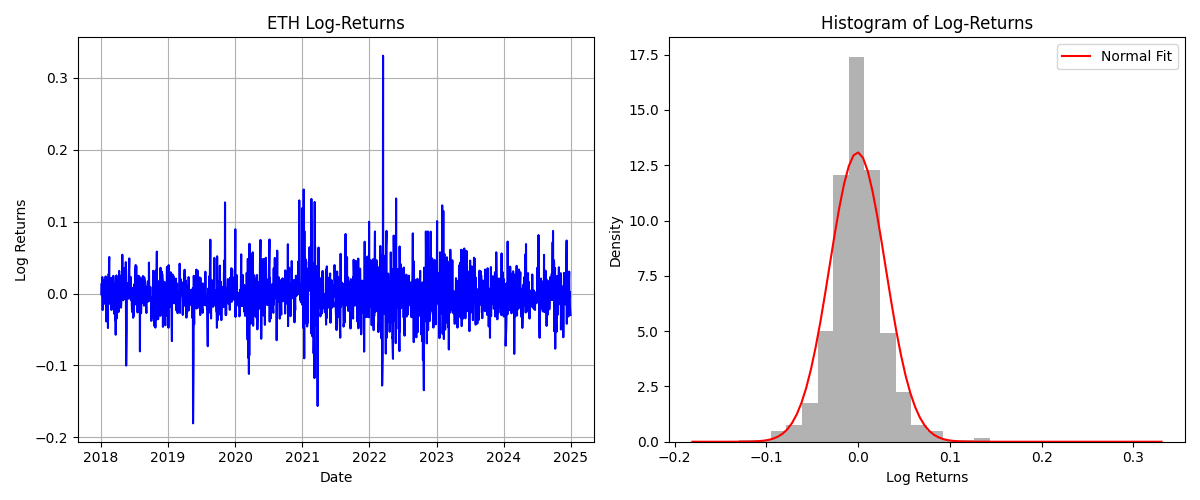 ETH Log-Returns
Log Returns
0.3
0.2
0.1
0.0
−0.1
−0.2
2018 2019 2020 2021 2022 2023 2024 2025
Date
Histogram of Log-Returns
Normal Fit
Density
17.5
15.0
12.5
10.0
7.5
5.0
2.5
0.0
−0.2 −0.1 0.0 0.1 0.2 0.3
Log Returns